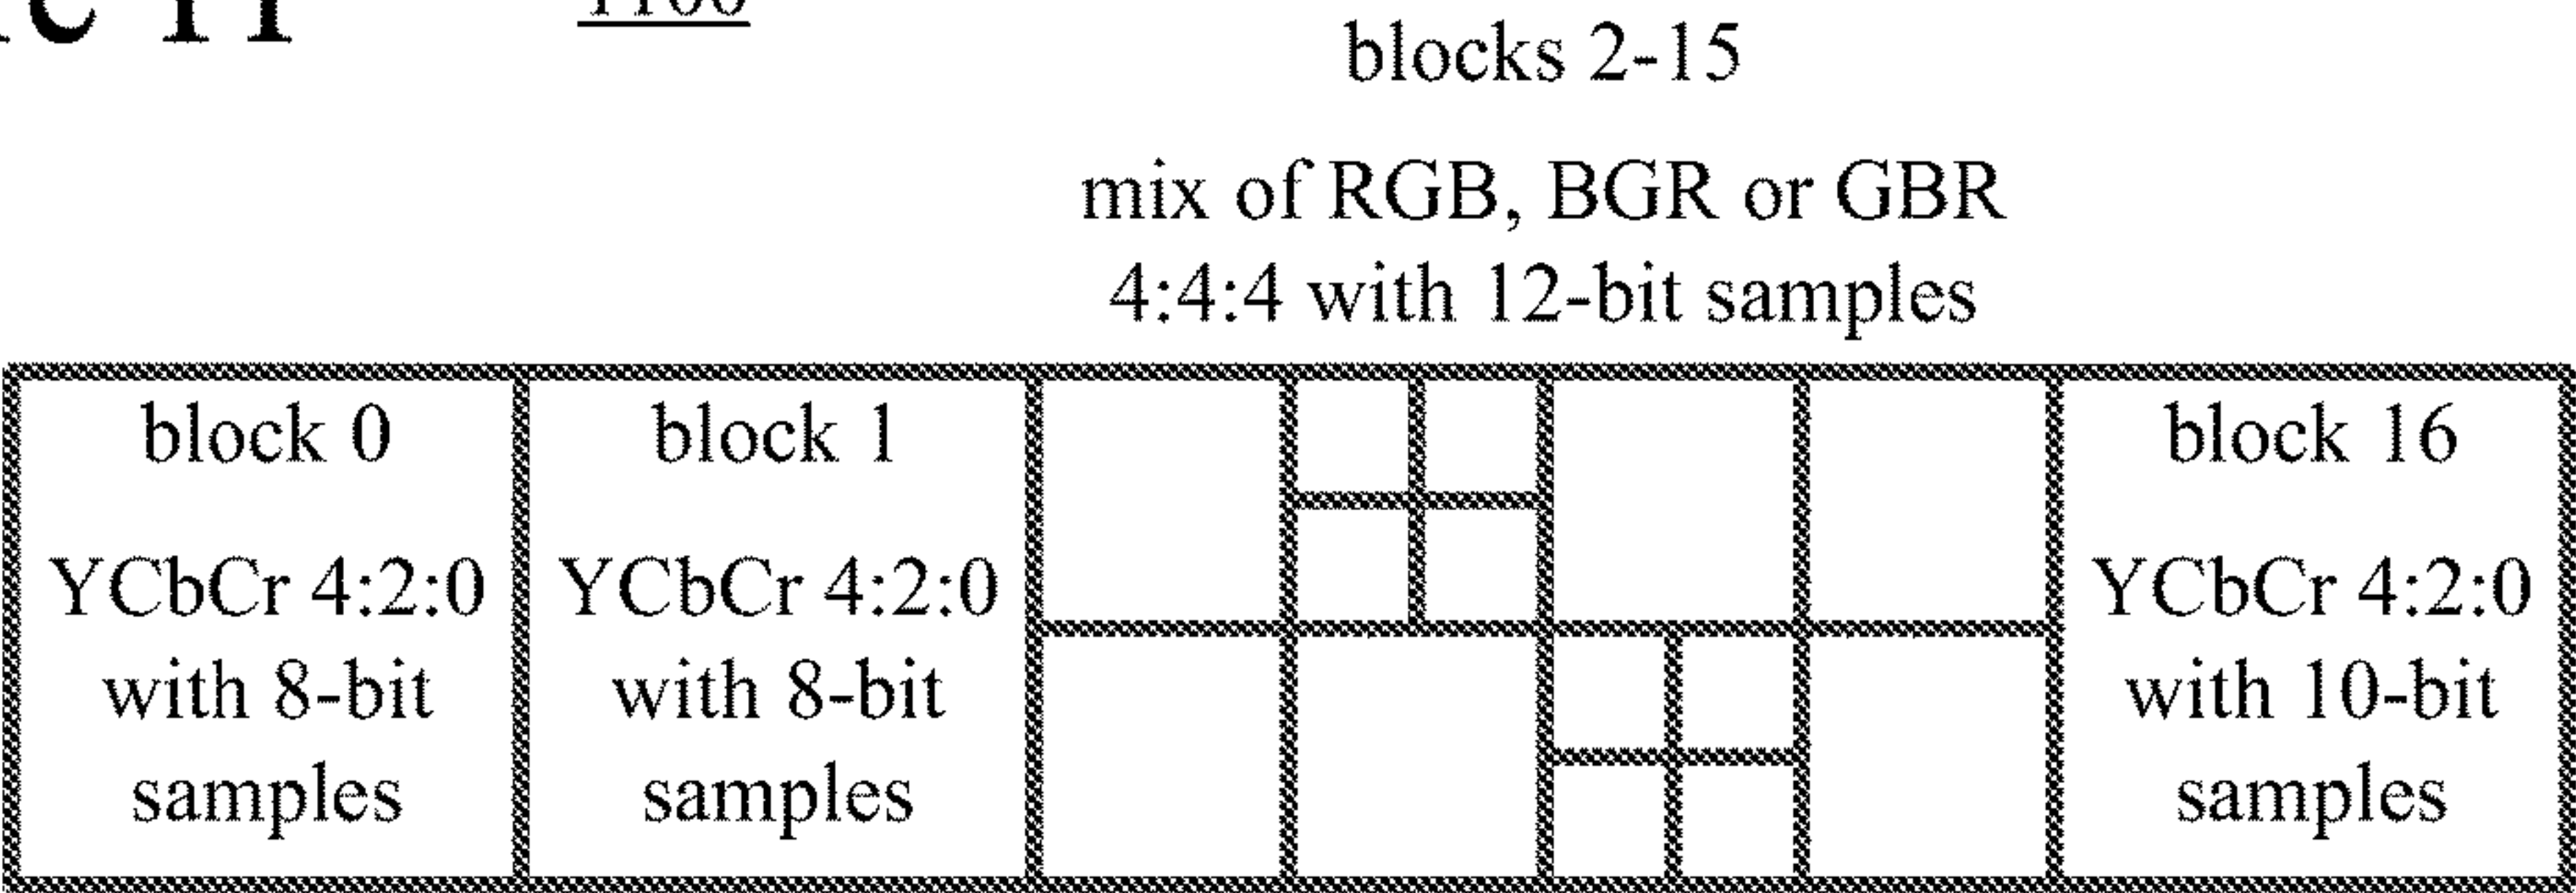 1100
blocks 2-15
mix of RGB, BGR or GBR
4:4:4 with 12-bit samples
block 0
YCbCr 4:2:0
with 8-bit
samples
block 1
YCbCr 4:2:0
with 8-bit
samples
block 16
YCbCr 4:2:0
with 10-bit
samples